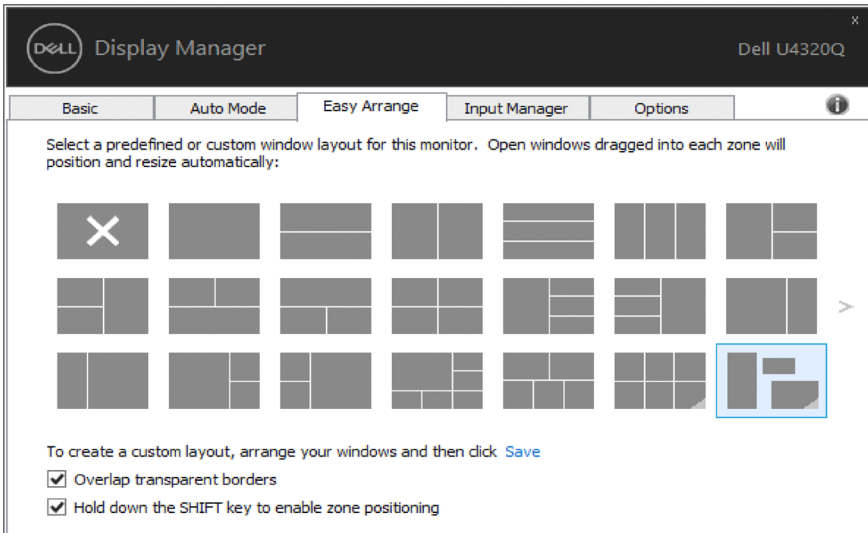 x
DELL Display Manager
Dell U4320Q
Basic Auto Mode Easy Arrange Input Manager Options i
Select a predefined or custom window layout for this monitor. Open windows dragged into each zone will
position and resize automatically:
>
To create a custom layout, arrange your windows and then click Save
Overlap transparent borders
Hold down the SHIFT key to enable zone positioning